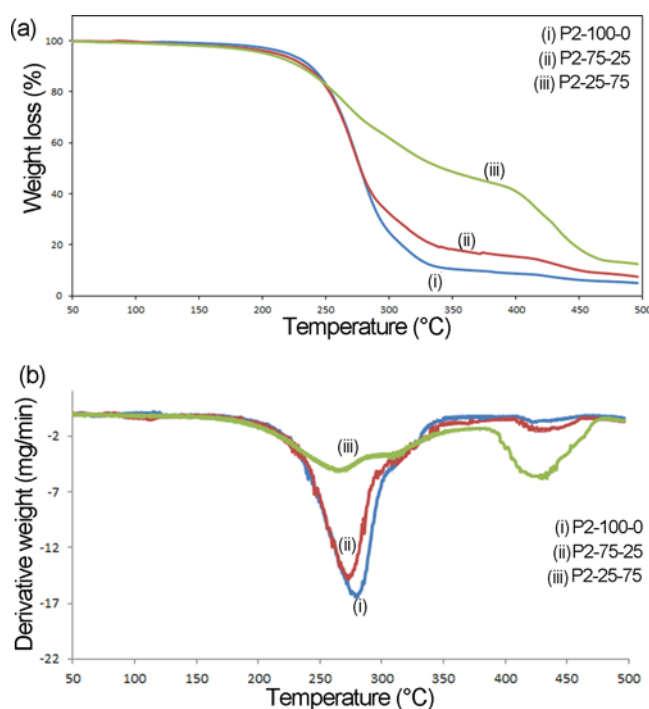 (a)
(i) P2-100-0
(ii) P2-75-25
(iii) P2-25-75
Weight loss (%)
100
80
60
40
20
0
(iii)
(ii)
(i)
50 100 150 200 250 300 350 400 450 500
Temperature (°C)
(b)
Derivative weight (mg/min)
-2
-7
-12
-17
-22
(iii)
(ii)
(i)
(i) P2-100-0
(ii) P2-75-25
(iii) P2-25-75
50 100 150 200 250 300 350 400 450 500
Temperature (°C)